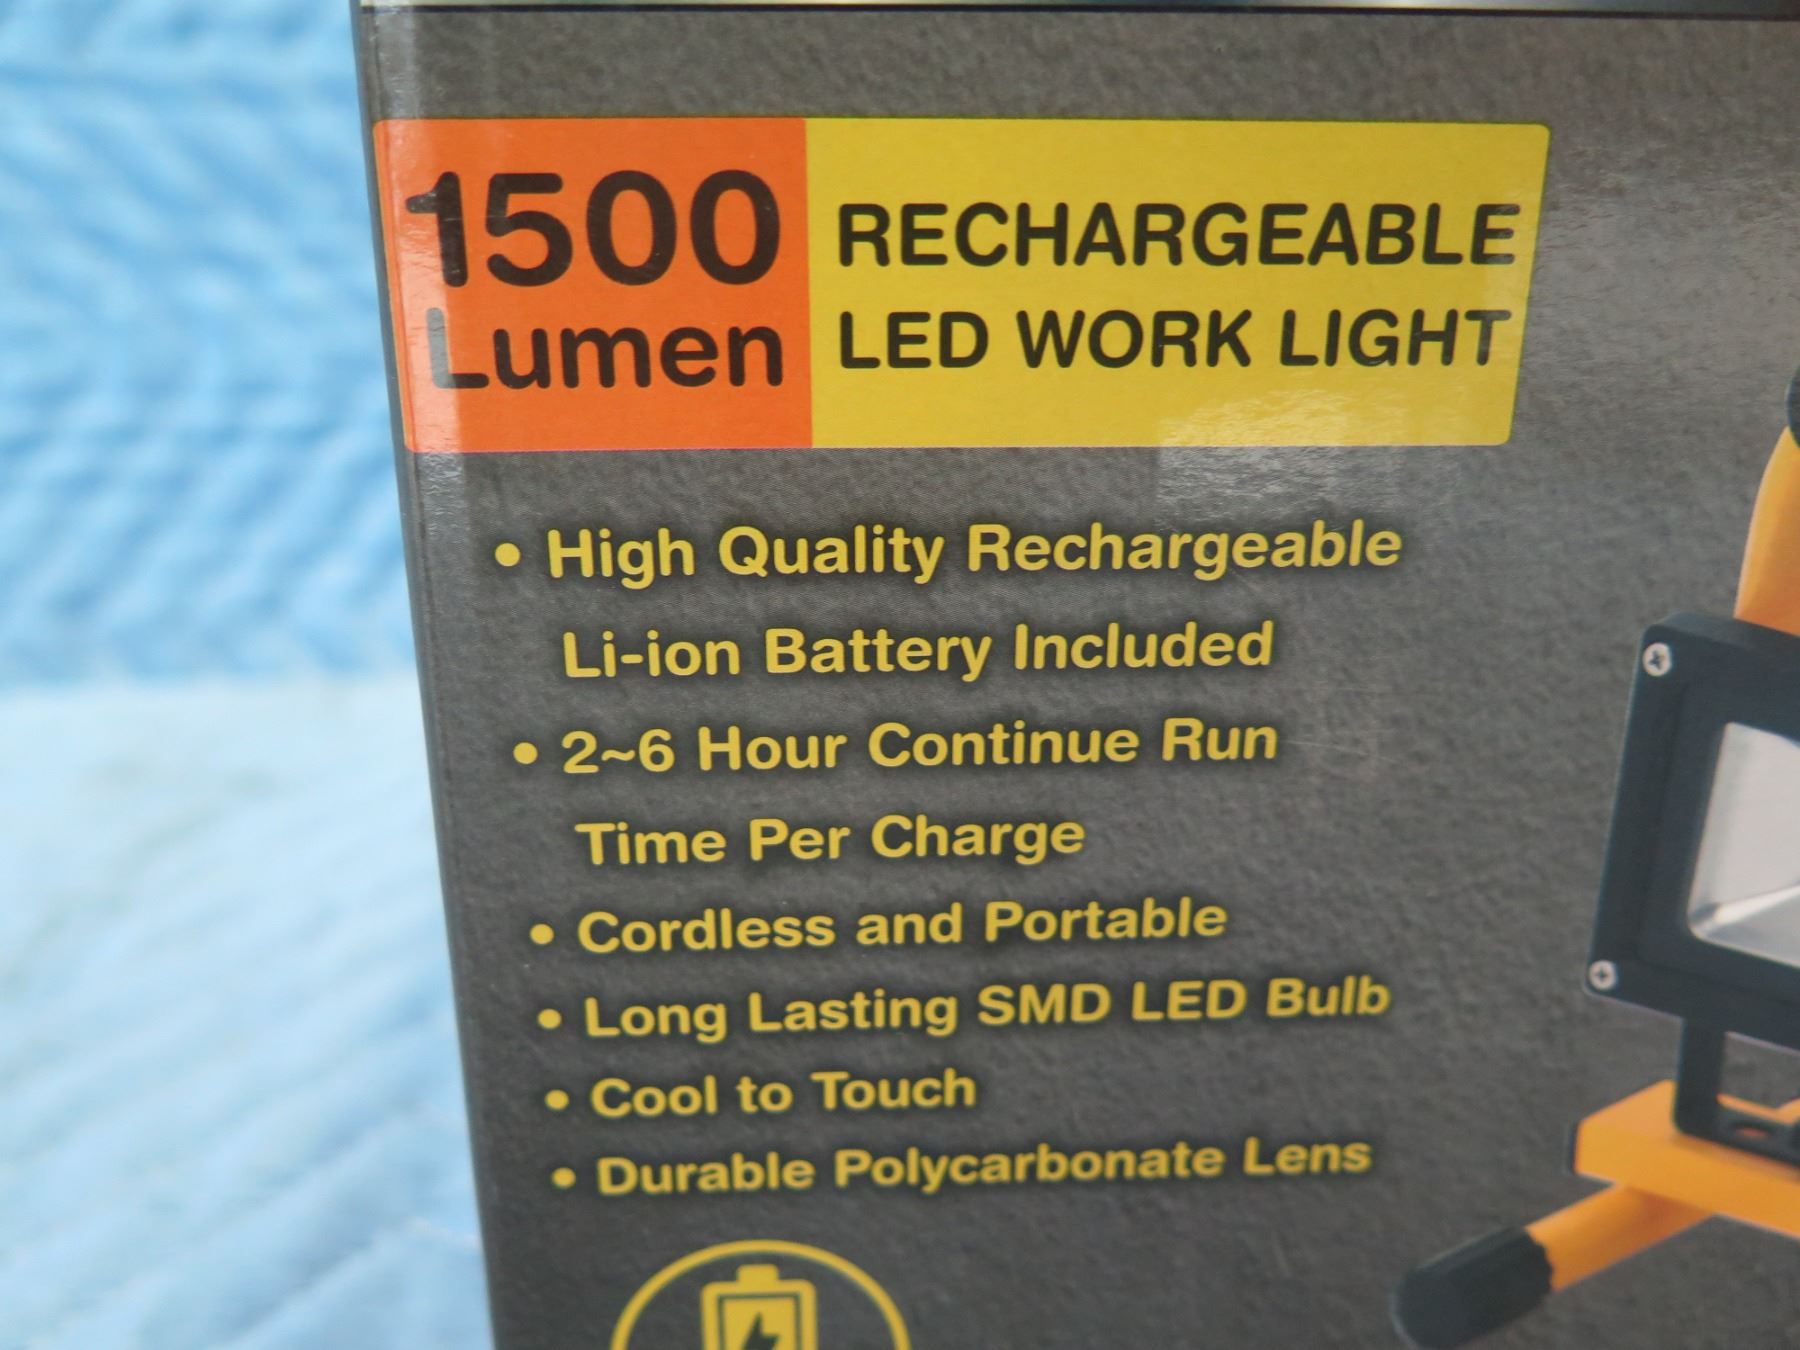 1500
Lumen
RECHARGEABLE
LED WORK LIGHT
• High Quality Rechargeable
Li-ion Battery Included
• 2~6 Hour Continue Run
Time Per Charge
• Cordless and Portable
• Long Lasting SMD LED Bulb
• Cool to Touch
• Durable Polycarbonate Lens